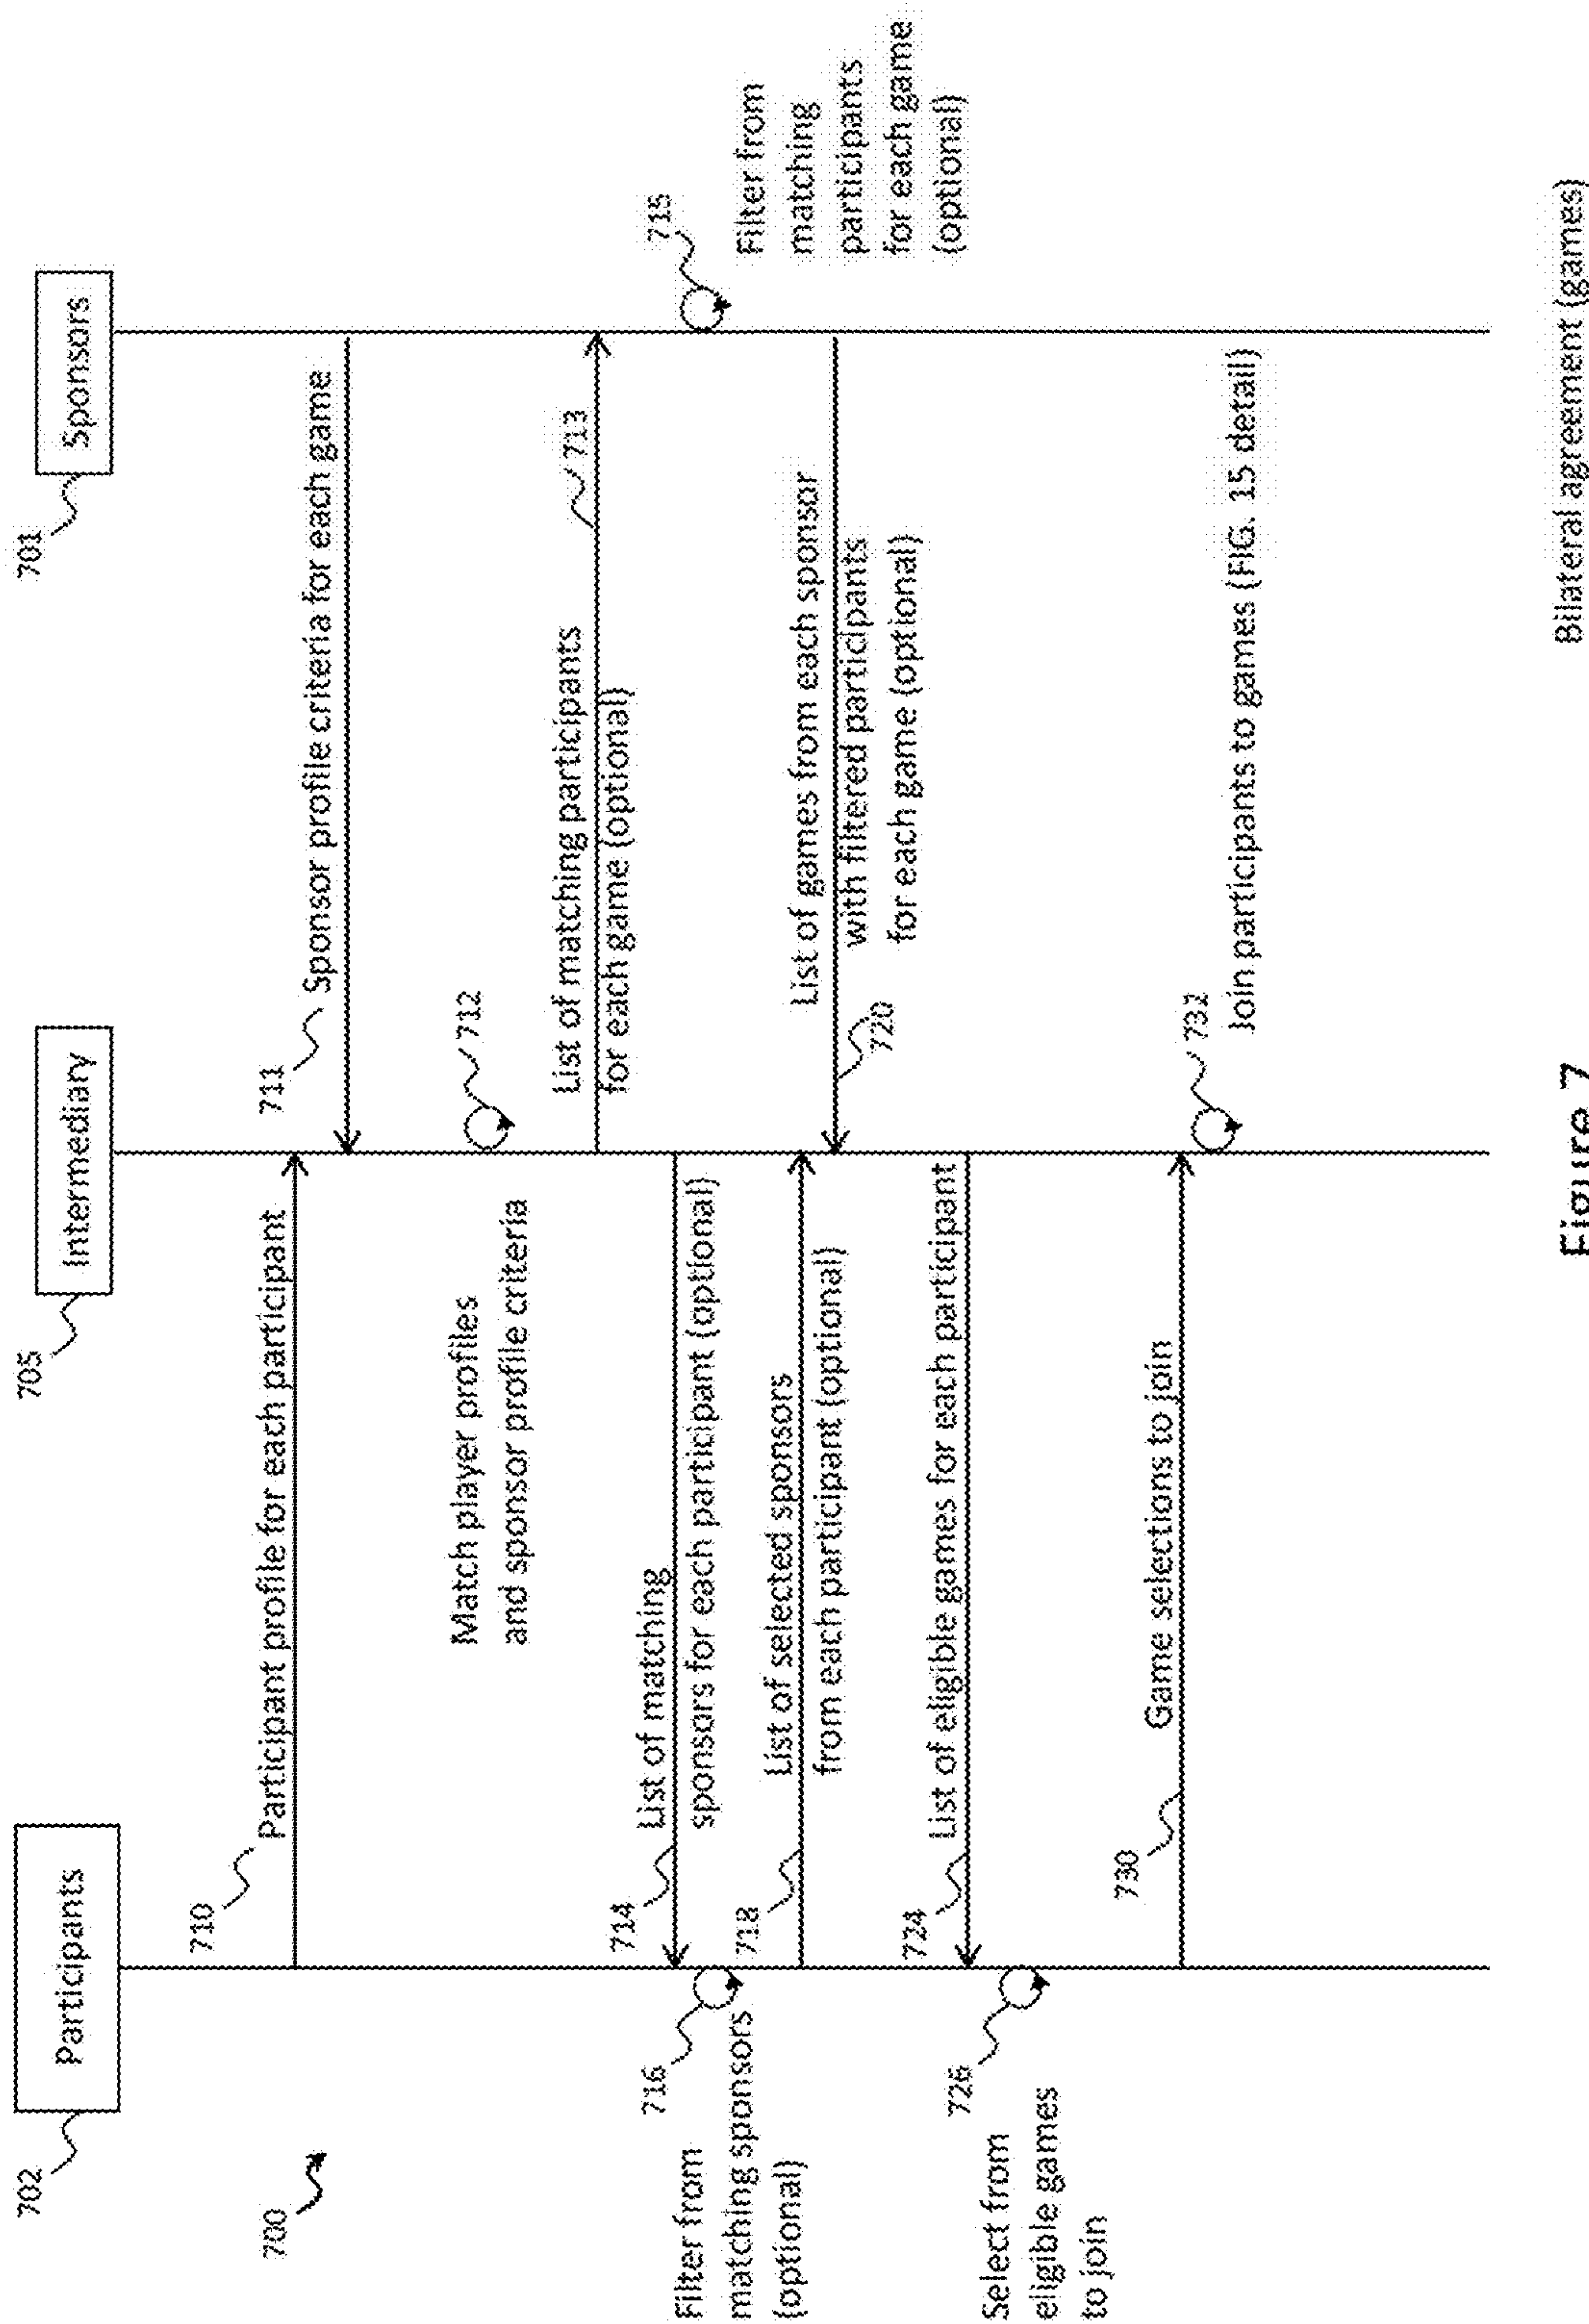 702
Participants
705
Intermediary
701
Sponsors
700
710
Participant profile for each participant
711
Sponsor profile criteria for each game
Match player profiles
and sponsor profile criteria
712
List of matching participants
for each game (optional)
713
714
List of matching
sponsors for each participant (optional)
716
Filter from
matching sponsors
(optional)
715
Filter from
matching
participants
for each game
(optional)
718
List of selected sponsors
from each participant (optional)
List of games from each sponsor
with filtered participants
for each game (optional)
720
724
List of eligible games for each participant
726
Select from
eligible games
to join
730
Game selections to join
732
Join participants to games (FIG. 15 detail)
Figure 7
Bilateral agreement (games)